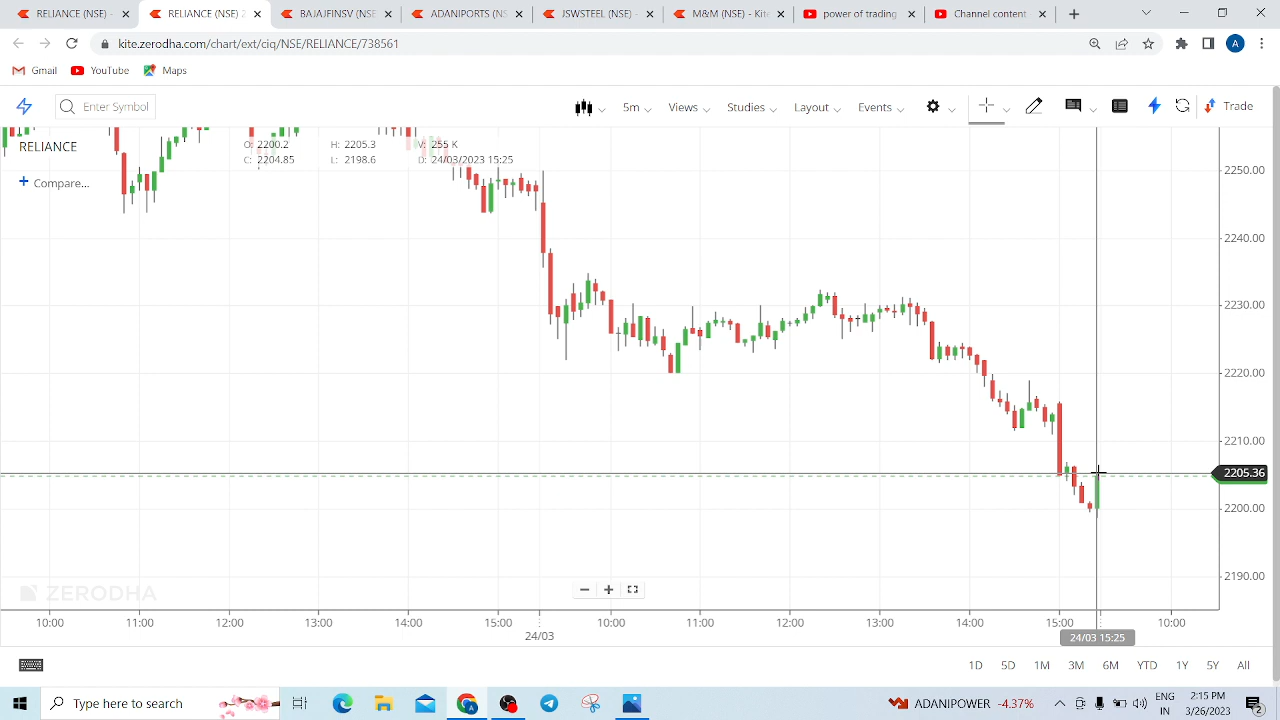 RELIANCE (NSE)
RELIANCE (NSE) 2
BAJAJFINSV (NSE
ADANIPORTS (NS
JSWSTEEL (NSE) -
M&M (NSE) - Kite
power of trading
Channel content
kite.zerodha.com/chart/ext/ciq/NSE/RELIANCE/738561
A
Gmail YouTube Maps
Enter Symbol 5m Views Studies Layout Events Trade
RELIANCE
O: 2200.2 H: 2205.3 V: 255 K
C: 2204.85 L: 2198.6 D: 24/03/2023 15:25
Compare...
2250.00
2240.00
2230.00
2220.00
2210.00
2205.36
2200.00
2190.00
ZERODHA
10:00 11:00 12:00 13:00 14:00 15:00 10:00 11:00 12:00 13:00 14:00 15:00 10:00
24/03
24/03 15:25
1D 5D 1M 3M 6M YTD 1Y 5Y All
Type here to search
ADANIPOWER -4.37%
ENG
IN
2:15 PM
3/26/2023
2